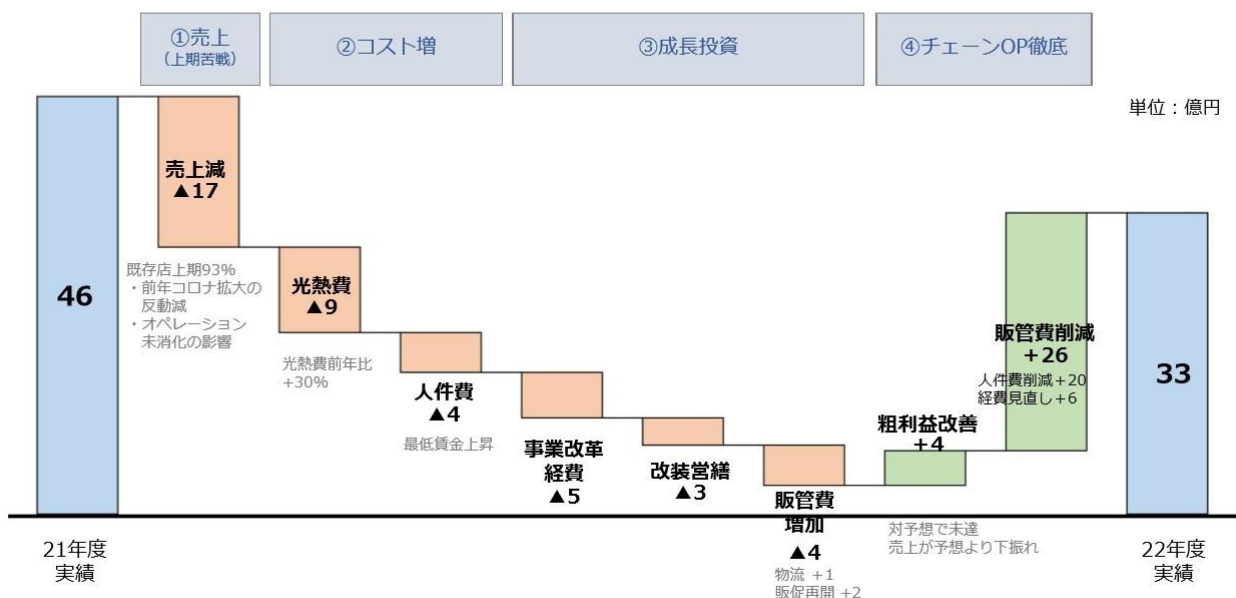 ①売上
(上期苦戦)
②コスト増
③成長投資
④チェーンOP徹底
単位：億円
46
21年度
実績
売上減
▲17
既存店上期93%
・前年コロナ拡大の
反動減
・オペレーション
未消化の影響
光熱費
▲9
光熱費前年比
+30%
人件費
▲4
最低賃金上昇
事業改革
経費
▲5
改装営繕
▲3
販管費
増加
▲4
物流 +1
販促再開 +2
粗利益改善
+4
対予想で未達
売上が予想より下振れ
販管費削減
+26
人件費削減+20
経費見直し+6
33
22年度
実績